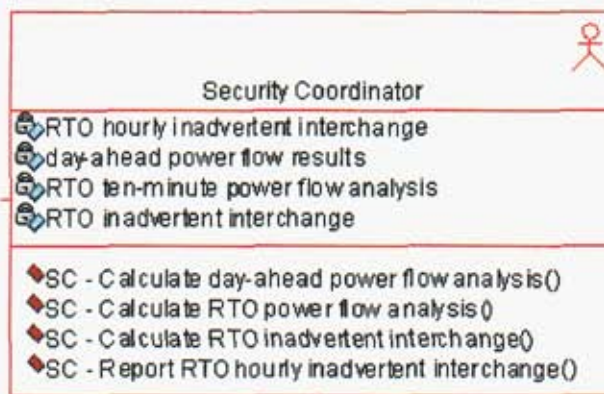 Security Coordinator
RTO hourly inadvertent interchange
day-ahead power flow results
RTO ten-minute power flow analysis
RTO inadvertent interchange
SC - Calculate day-ahead power flow analysis()
SC - Calculate RTO power flow analysis()
SC - Calculate RTO inadvertent interchange()
SC - Report RTO hourly inadvertent interchange()